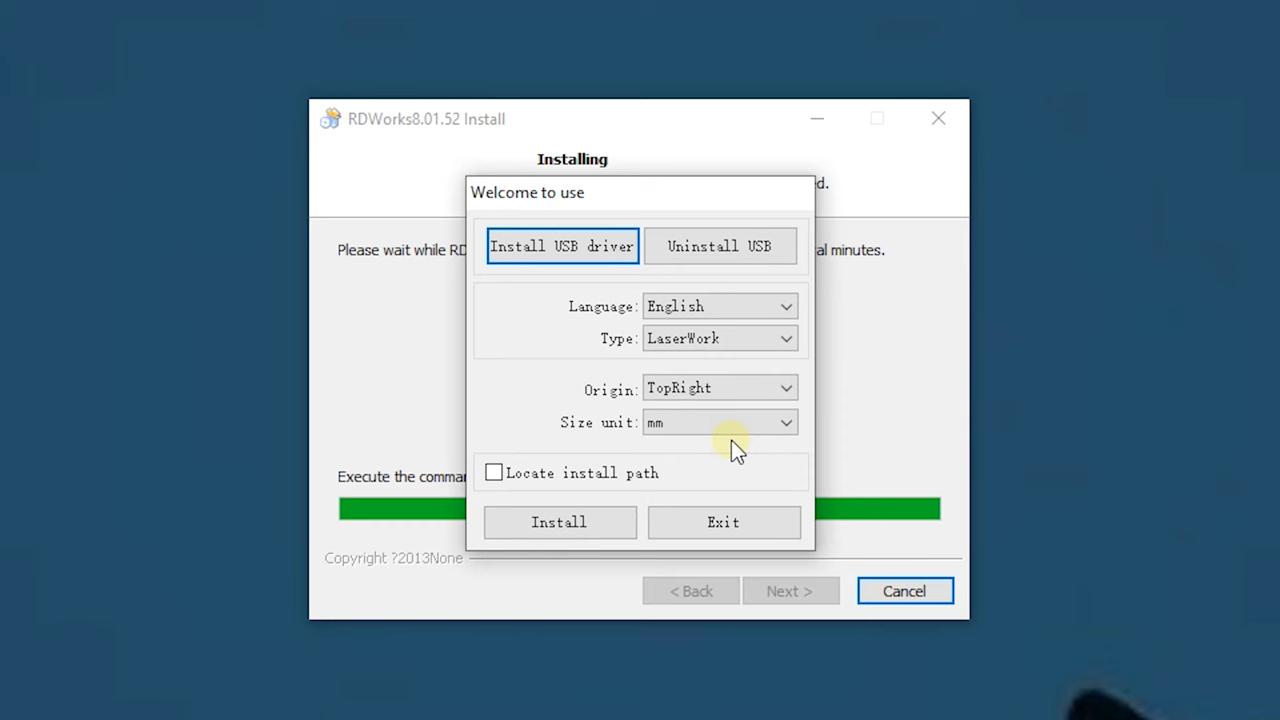 RDWorks8.01.52 Install
Installing
d.
Welcome to use
Install USB driver Uninstall USB
Please wait while RD al minutes.
Language: English
Type: LaserWork
Origin: TopRight
Size unit: mm
Locate install path
Execute the comma
Install Exit
Copyright ?2013None
< Back Next > Cancel